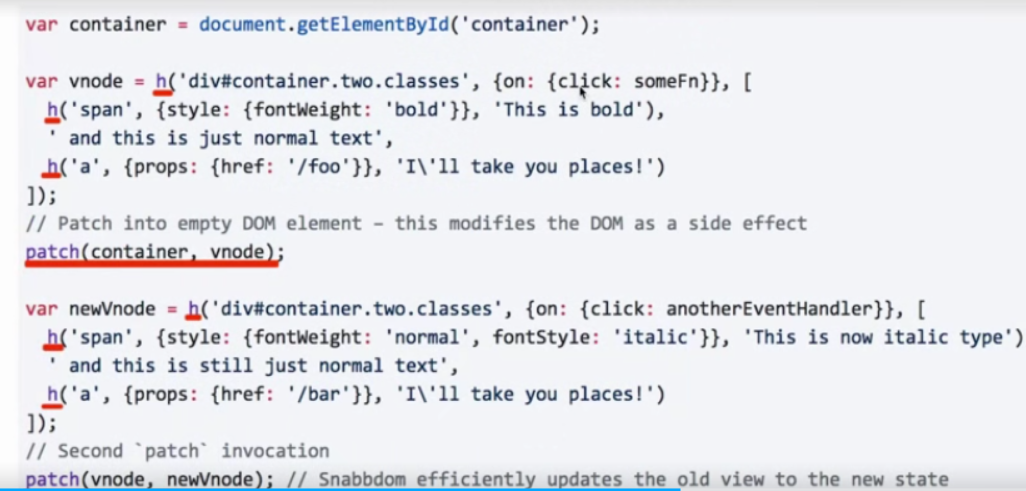 var container = document.getElementById('container');
var vnode = h('div#container.two.classes', {on: {click: someFn}}, [
h('span', {style: {fontWeight: 'bold'}}, 'This is bold'),
' and this is just normal text',
h('a', {props: {href: '/foo'}}, 'I\'ll take you places!')
]);
// Patch into empty DOM element – this modifies the DOM as a side effect
patch(container, vnode);
var newVnode = h('div#container.two.classes', {on: {click: anotherEventHandler}}, [
h('span', {style: {fontWeight: 'normal', fontStyle: 'italic'}}, 'This is now italic type')
' and this is still just normal text',
h('a', {props: {href: '/bar'}}, 'I\'ll take you places!')
]);
// Second `patch` invocation
patch(vnode, newVnode); // Snabbdom efficiently updates the old view to the new state